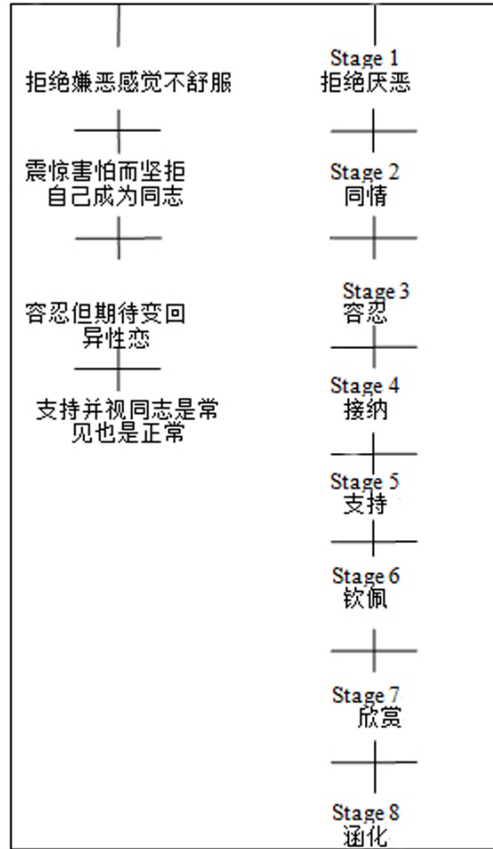 拒绝嫌恶感觉不舒服
震惊害怕而坚拒
自己成为同志
容忍但期待变回
异性恋
支持并视同志是常
见也是正常
Stage 1
拒绝厌恶
Stage 2
同情
Stage 3
容忍
Stage 4
接纳
Stage 5
支持
Stage 6
钦佩
Stage 7
欣赏
Stage 8
涵化